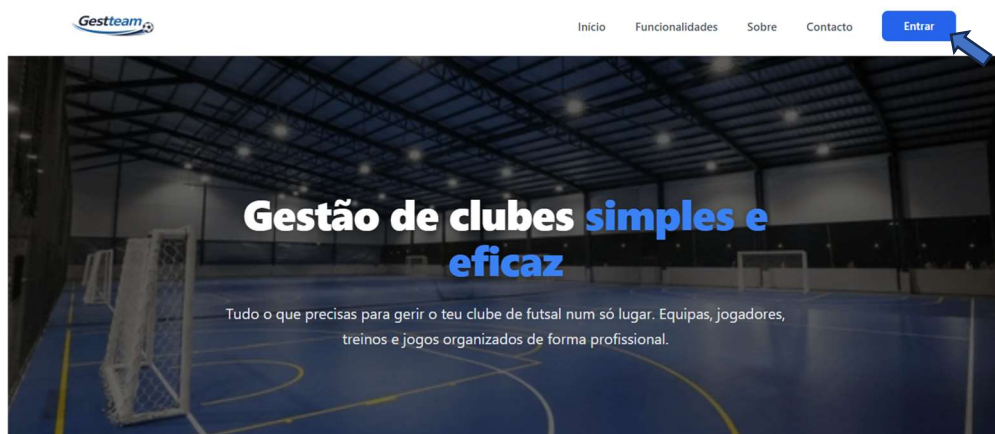 Gestteam
Início Funcionalidades Sobre Contacto Entrar
Gestão de clubes simples e
eficaz
Tudo o que precisas para gerir o teu clube de futsal num só lugar. Equipas, jogadores,
treinos e jogos organizados de forma profissional.